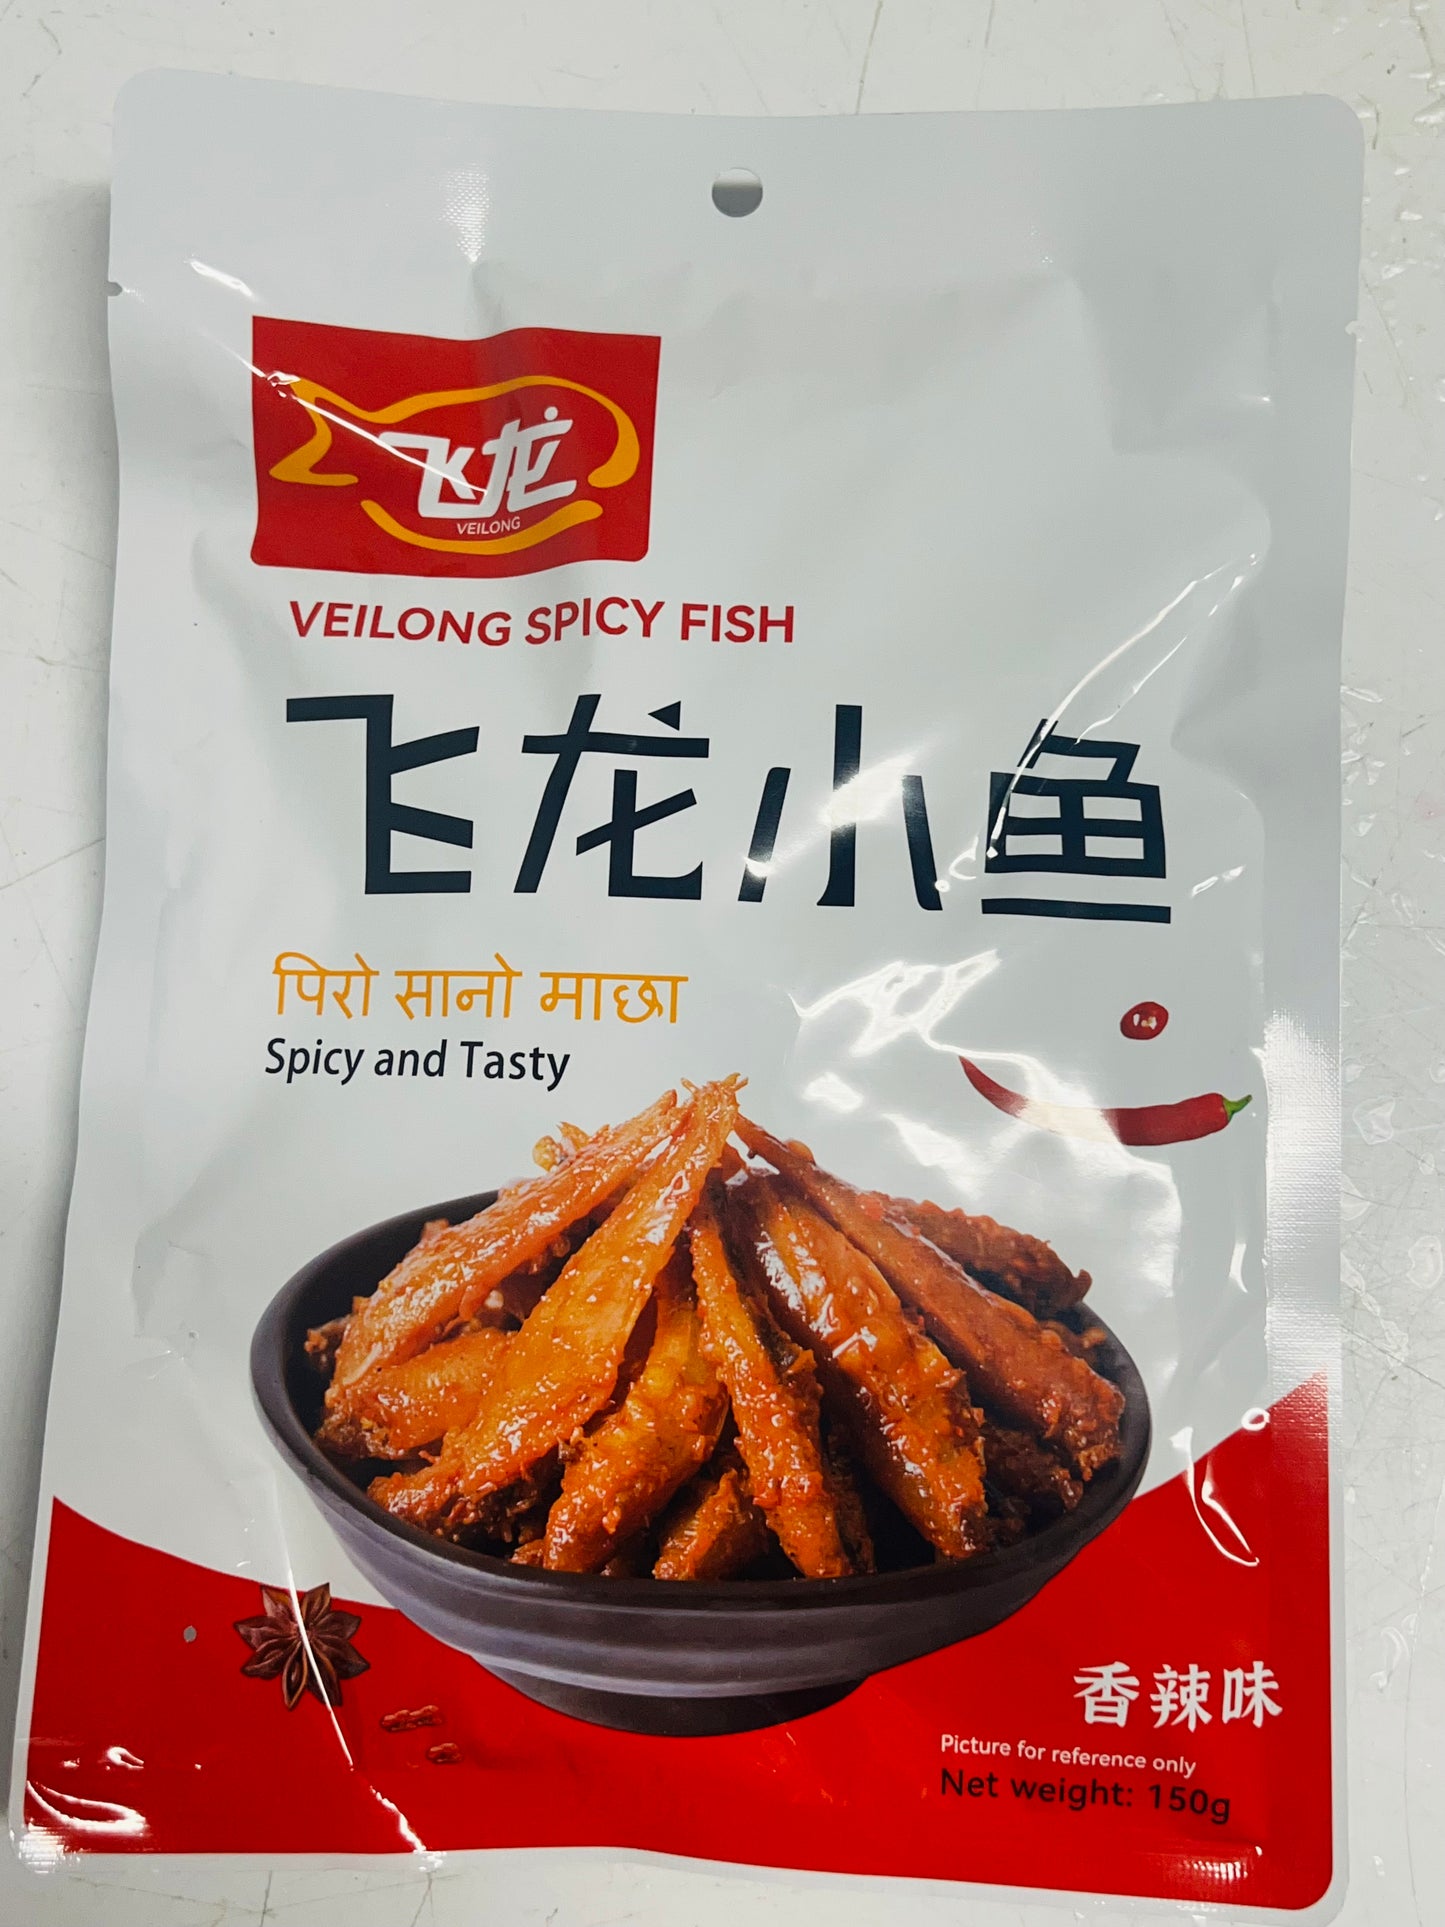 飞龙
VEILONG
VEILONG SPICY FISH
飞龙小鱼
पिरो सानो माछा
Spicy and Tasty
香辣味
Picture for reference only
Net weight: 150g